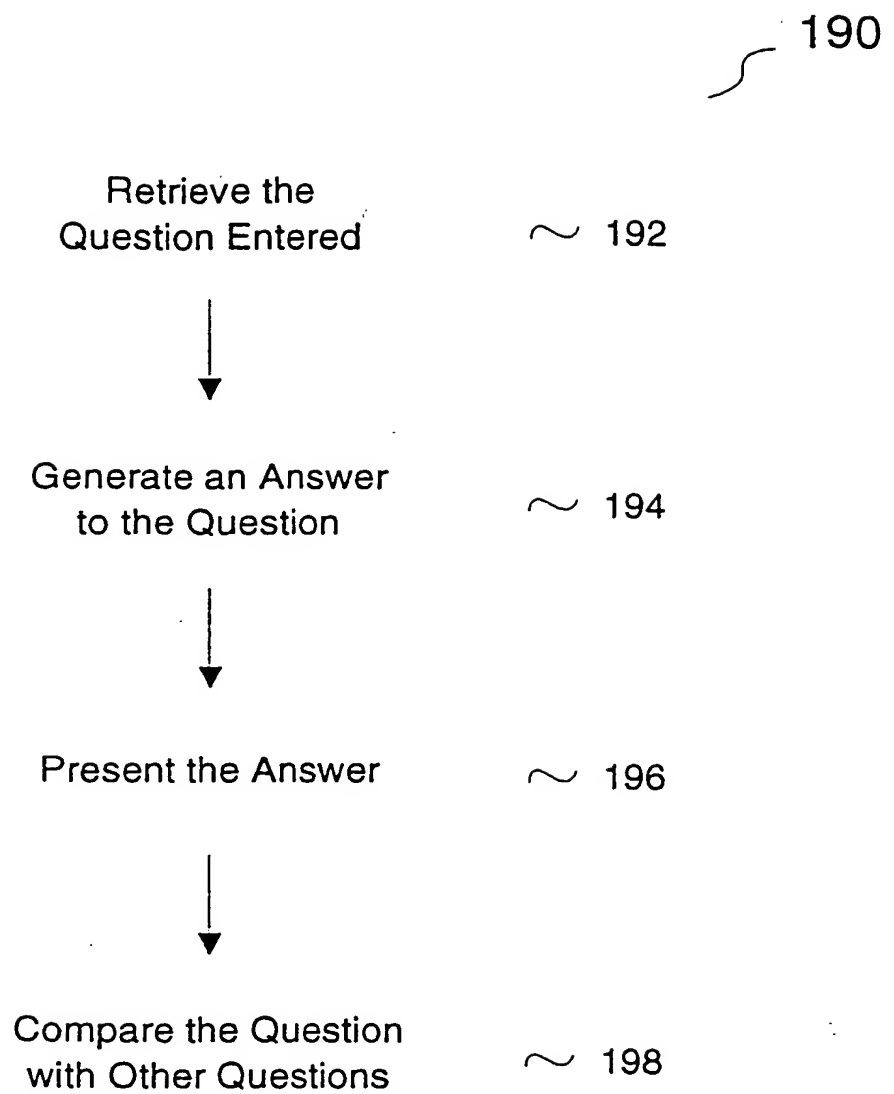 190
Retrieve the
Question Entered
192
Generate an Answer
to the Question
194
Present the Answer
196
Compare the Question
with Other Questions
198